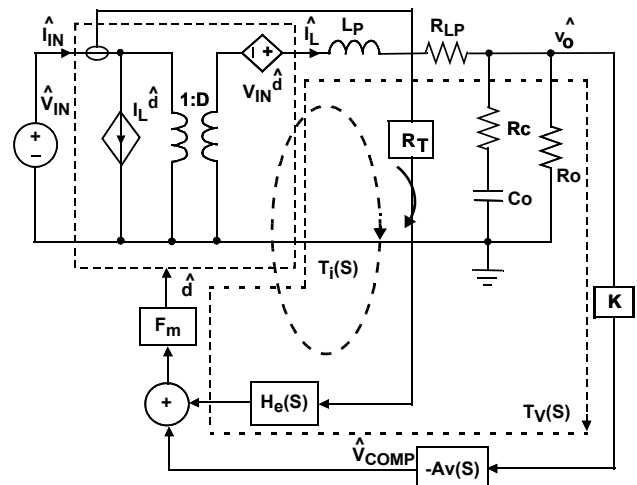 Î_IN
Î_L
L_P
R_LP
v̂_o
+
V̂_IN
+
−
I_L d̂
1:D
V_IN d̂
R_T
Rc
Ro
Co
T_i(S)
d̂
K
F_m
+
H_e(S)
T_V(S)
V̂_COMP
-Av(S)